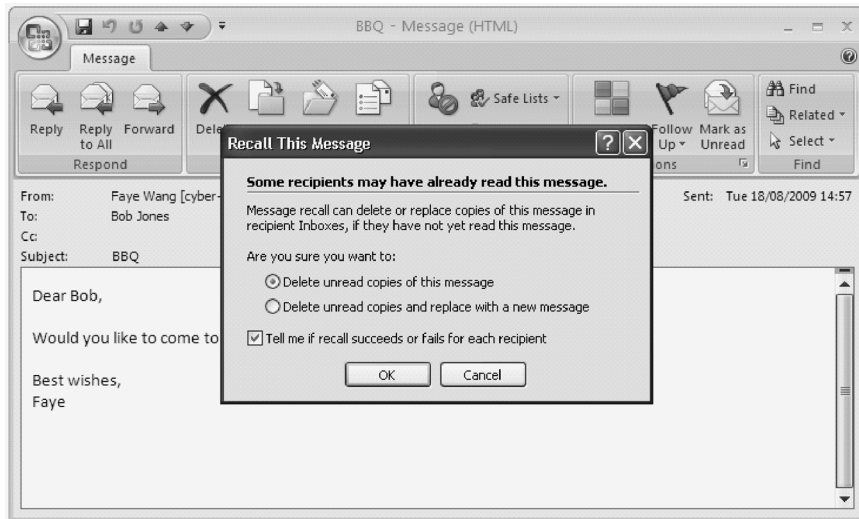 BBQ - Message (HTML)
Message
Safe Lists
Find
Related
Reply
Reply to All
Forward
Follow Up
Mark as Unread
Select
Respond
Find
Recall This Message
Some recipients may have already read this message.
From: Faye Wang [cyber-
Sent: Tue 18/08/2009 14:57
To: Bob Jones
Cc:
Subject: BBQ
Message recall can delete or replace copies of this message in
recipient Inboxes, if they have not yet read this message.
Are you sure you want to:
Delete unread copies of this message
Delete unread copies and replace with a new message
Tell me if recall succeeds or fails for each recipient
OK
Cancel
Dear Bob,
Would you like to come to
Best wishes,
Faye